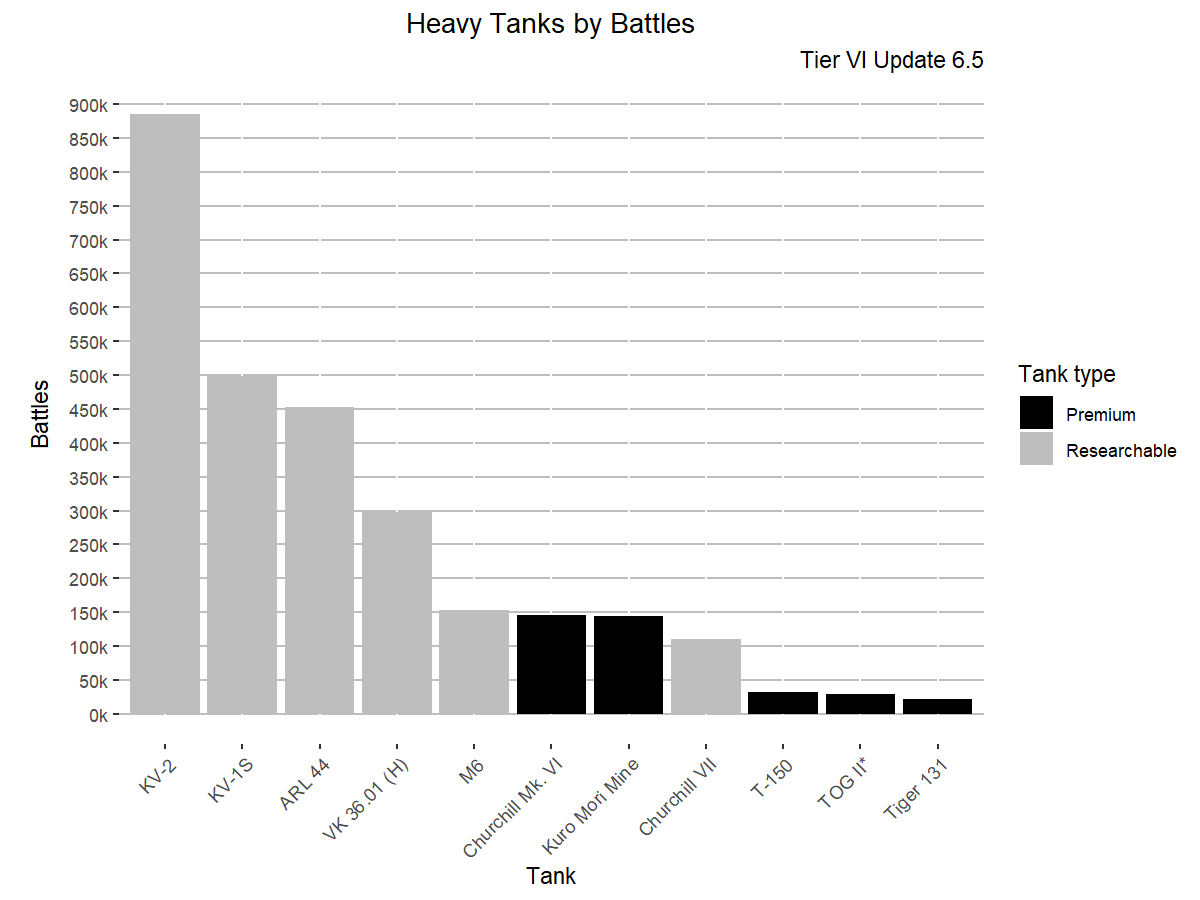 Heavy Tanks by Battles
Tier VI Update 6.5
900k
850k
800k
750k
700k
650k
600k
550k
500k
450k
400k
350k
300k
250k
200k
150k
100k
50k
0k
Battles
KV-2
KV-1S
ARL 44
VK 36.01 (H)
M6
Churchill Mk. VI
Kuro Mori Mine
Churchill VII
T-150
TOG II*
Tiger 131
Tank
Tank type
Premium
Researchable